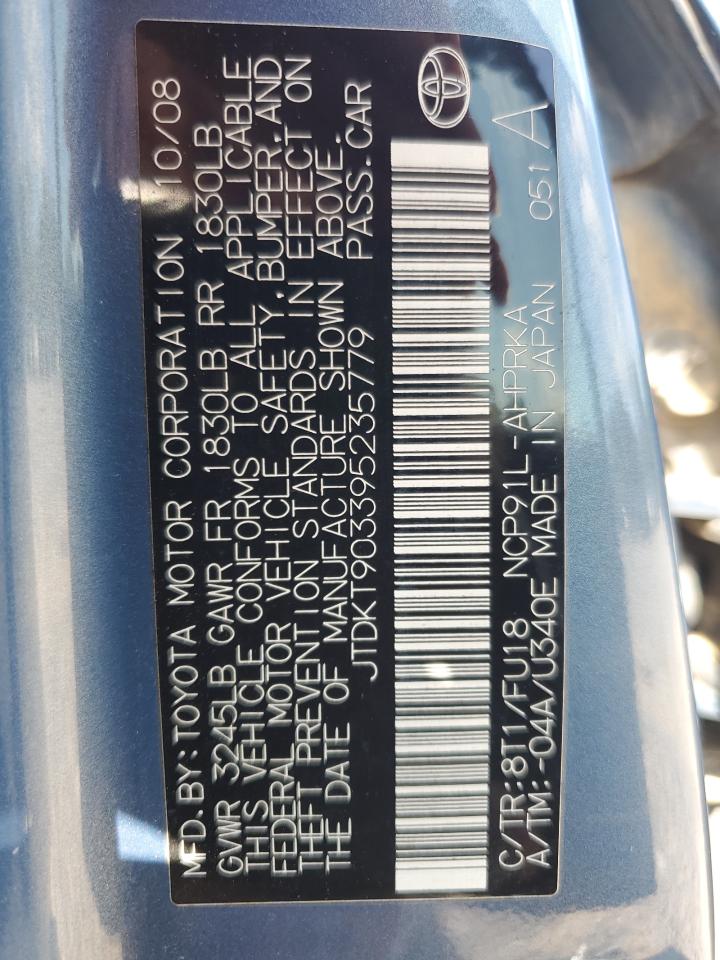 MFD.BY:TOYOTA MOTOR CORPORATION 10/08
GVWR 3245LB GAWR FR 1830LB RR 1830LB
THIS VEHICLE CONFORMS TO ALL APPLICABLE
FEDERAL MOTOR VEHICLE SAFETY,BUMPER,AND
THEFT PREVENTION STANDARDS IN EFFECT ON
THE DATE OF MANUFACTURE SHOWN ABOVE.
JTDKT903395235779 PASS.CAR
C/TR:8T1/FU18 NCP91L-AHPRKA 051 A
A/TM:-04A/U340E MADE IN JAPAN